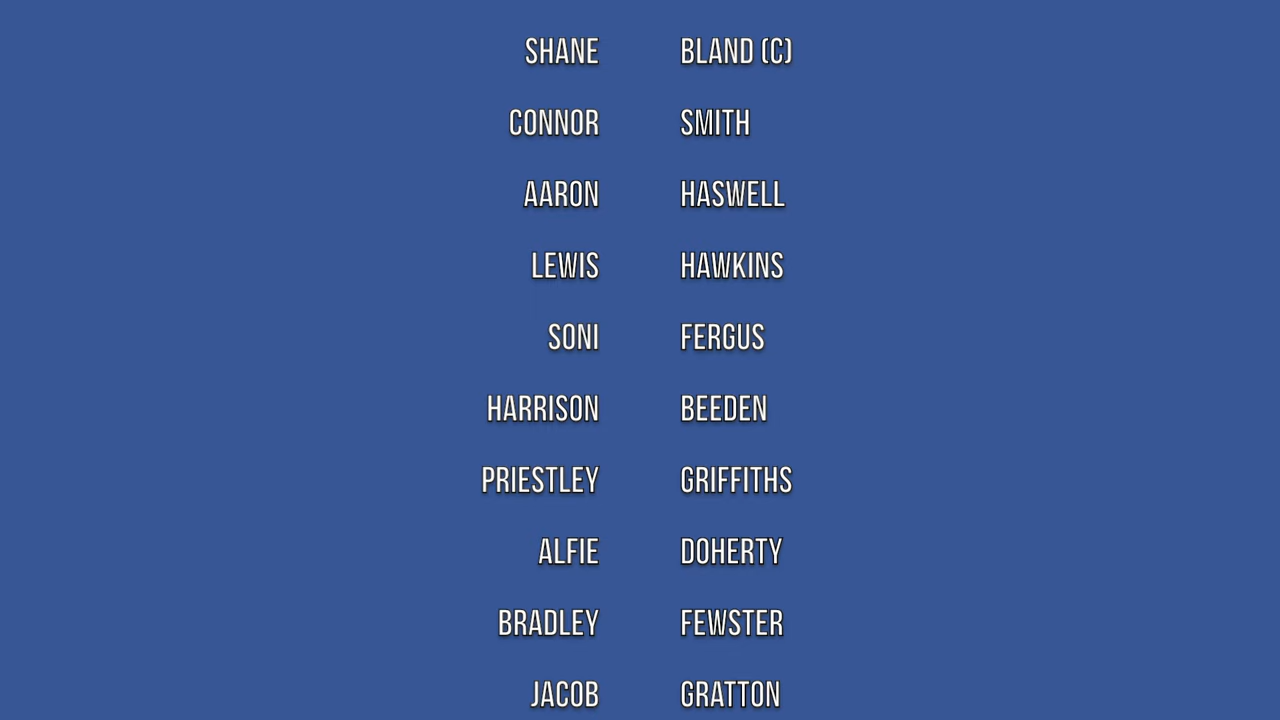 SHANE BLAND (C)
CONNOR SMITH
AARON HASWELL
LEWIS HAWKINS
SONI FERGUS
HARRISON BEEDEN
PRIESTLEY GRIFFITHS
ALFIE DOHERTY
BRADLEY FEWSTER
JACOB GRATTON